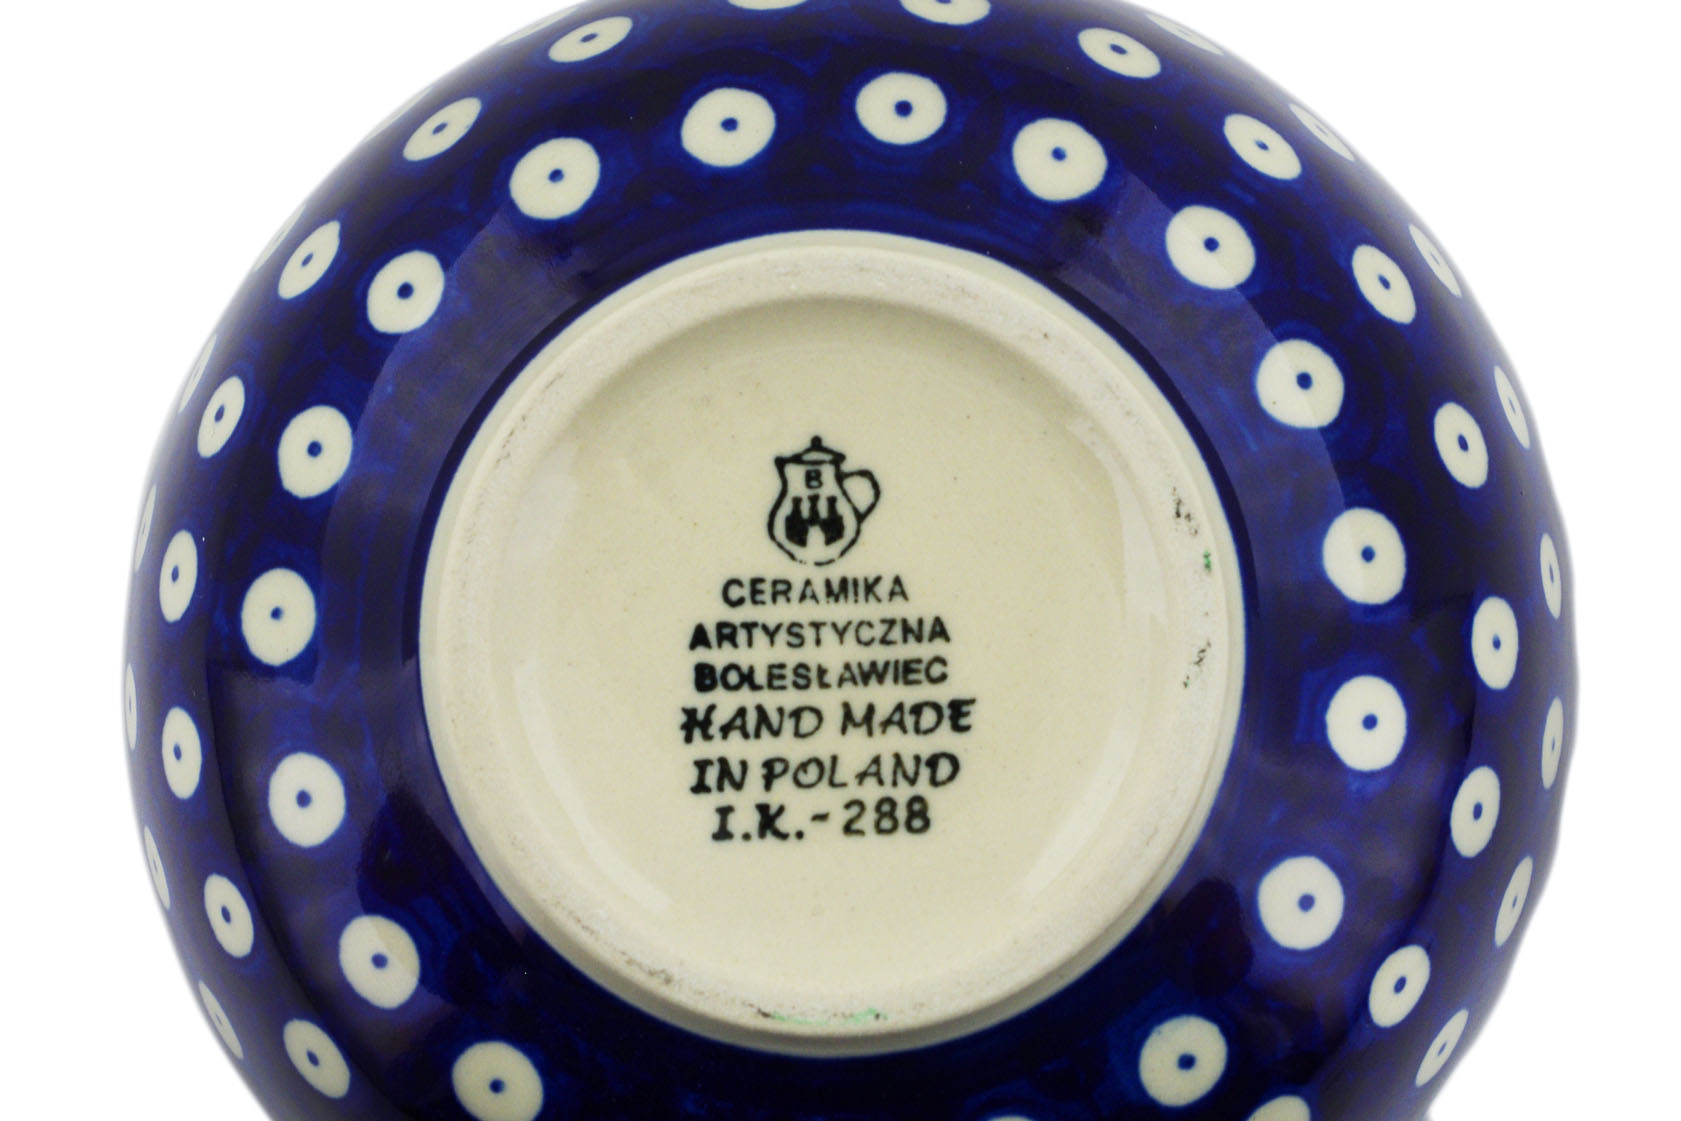 B
CERAMIKA
ARTYSTYCZNA
BOLESŁAWIEC
HAND MADE
IN POLAND
I.K.-288